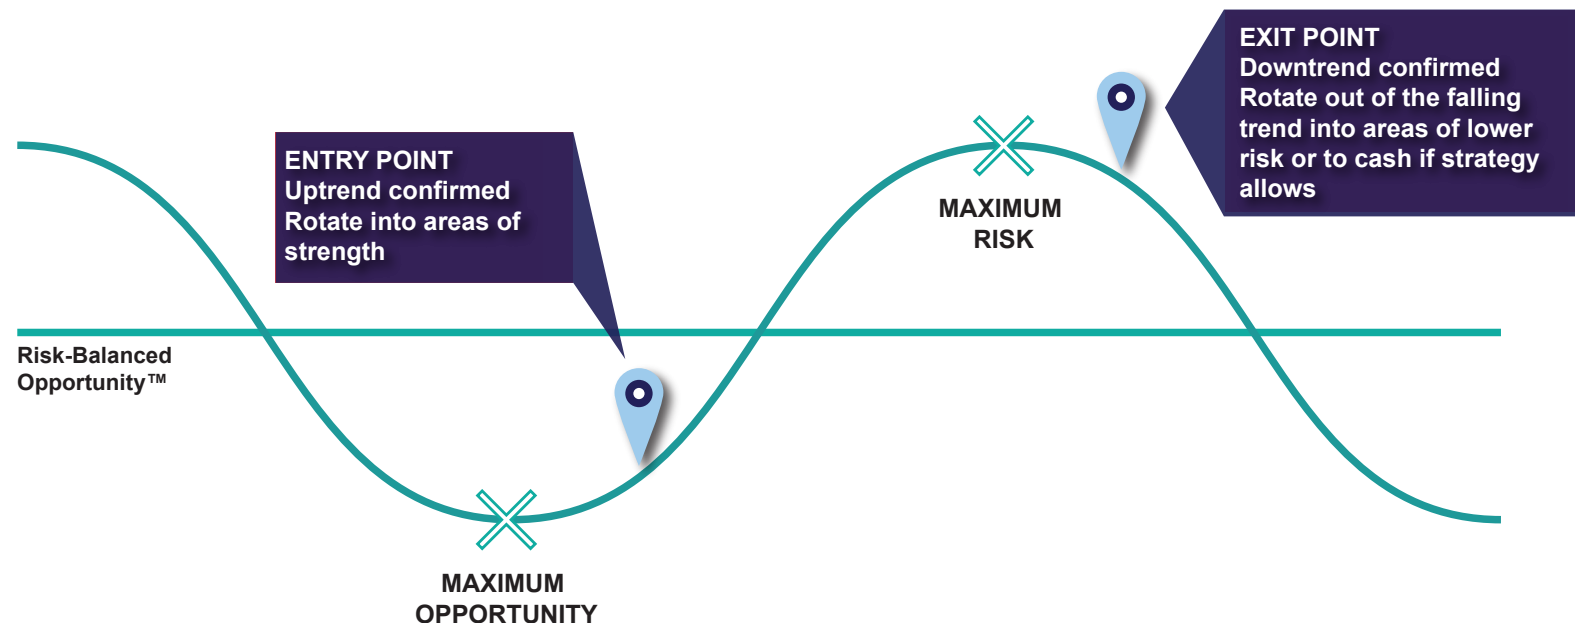 EXIT POINT
Downtrend confirmed
Rotate out of the falling
trend into areas of lower
risk or to cash if strategy
allows
ENTRY POINT
Uptrend confirmed
Rotate into areas of
strength
MAXIMUM
RISK
Risk-Balanced
Opportunity™
MAXIMUM
OPPORTUNITY